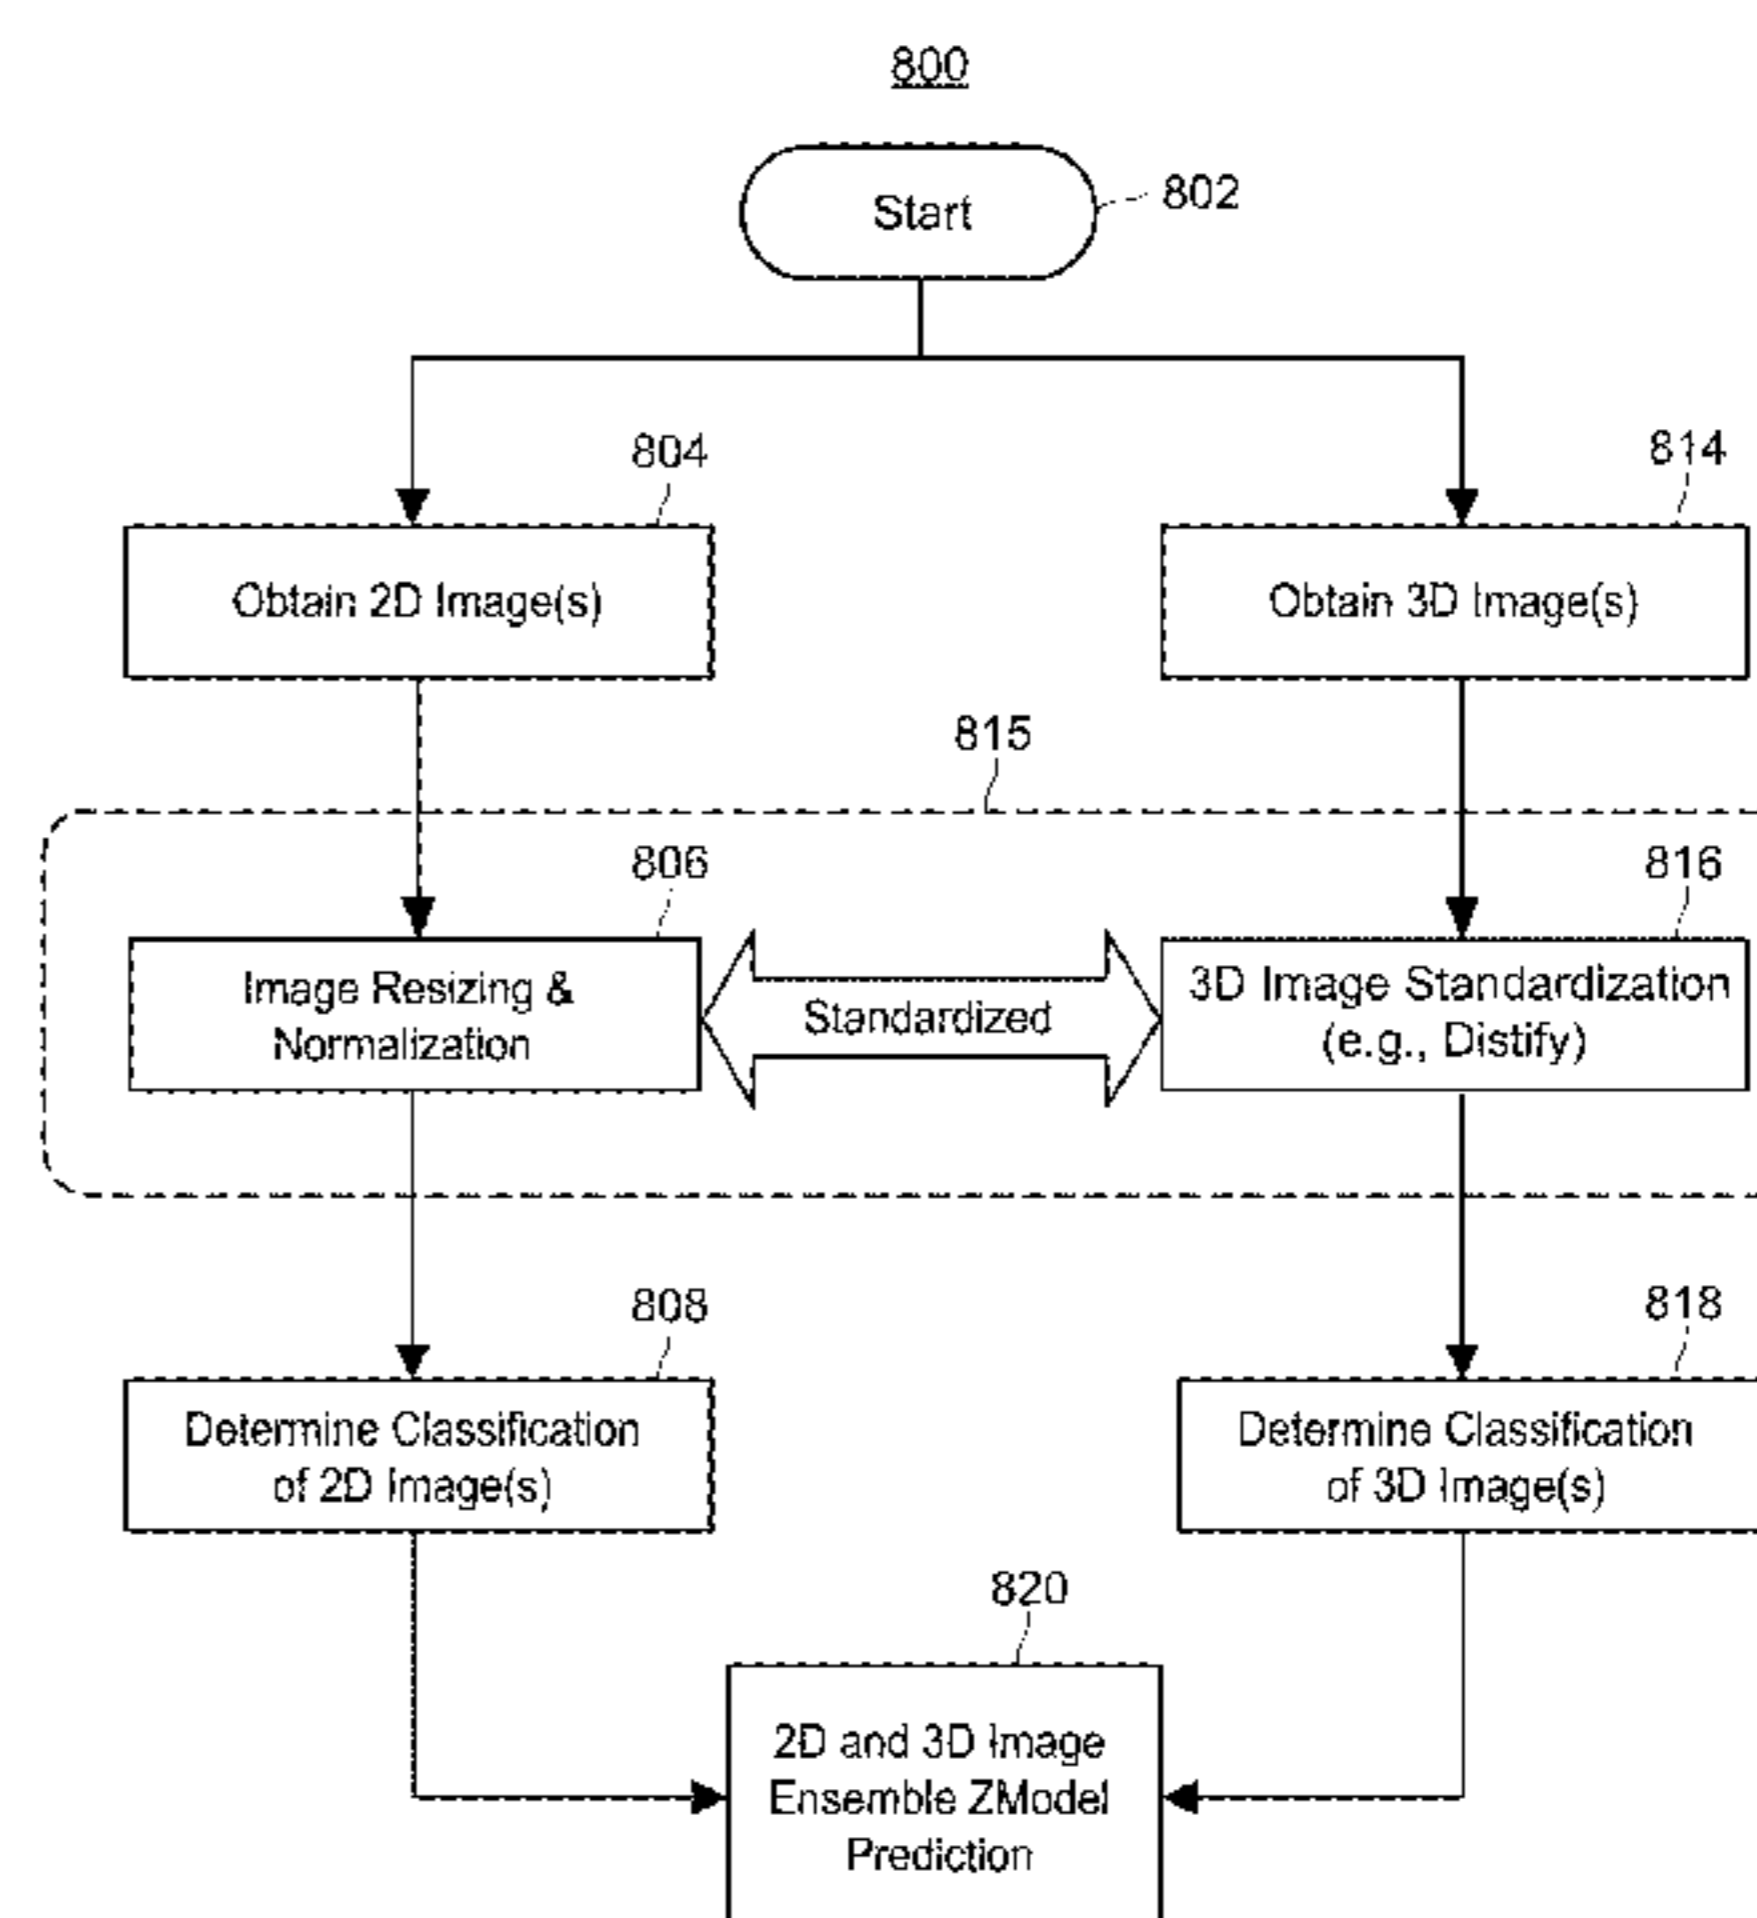 800
Start
802
804
814
Obtain 2D Image(s)
Obtain 3D Image(s)
815
806
816
Image Resizing &
Normalization
Standardized
3D Image Standardization
(e.g., Distify)
808
818
Determine Classification
of 2D Image(s)
Determine Classification
of 3D Image(s)
820
2D and 3D Image
Ensemble ZModel
Prediction